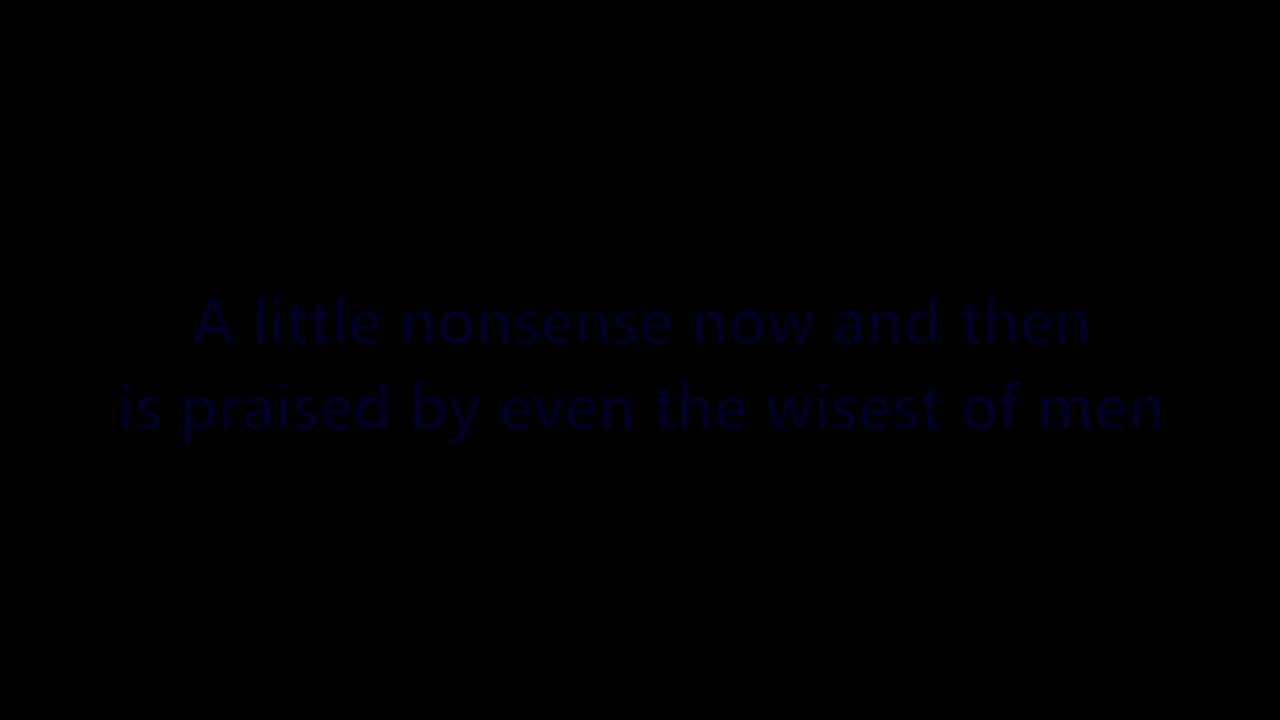 A little nonsense now and then
is praised by even the wisest of men